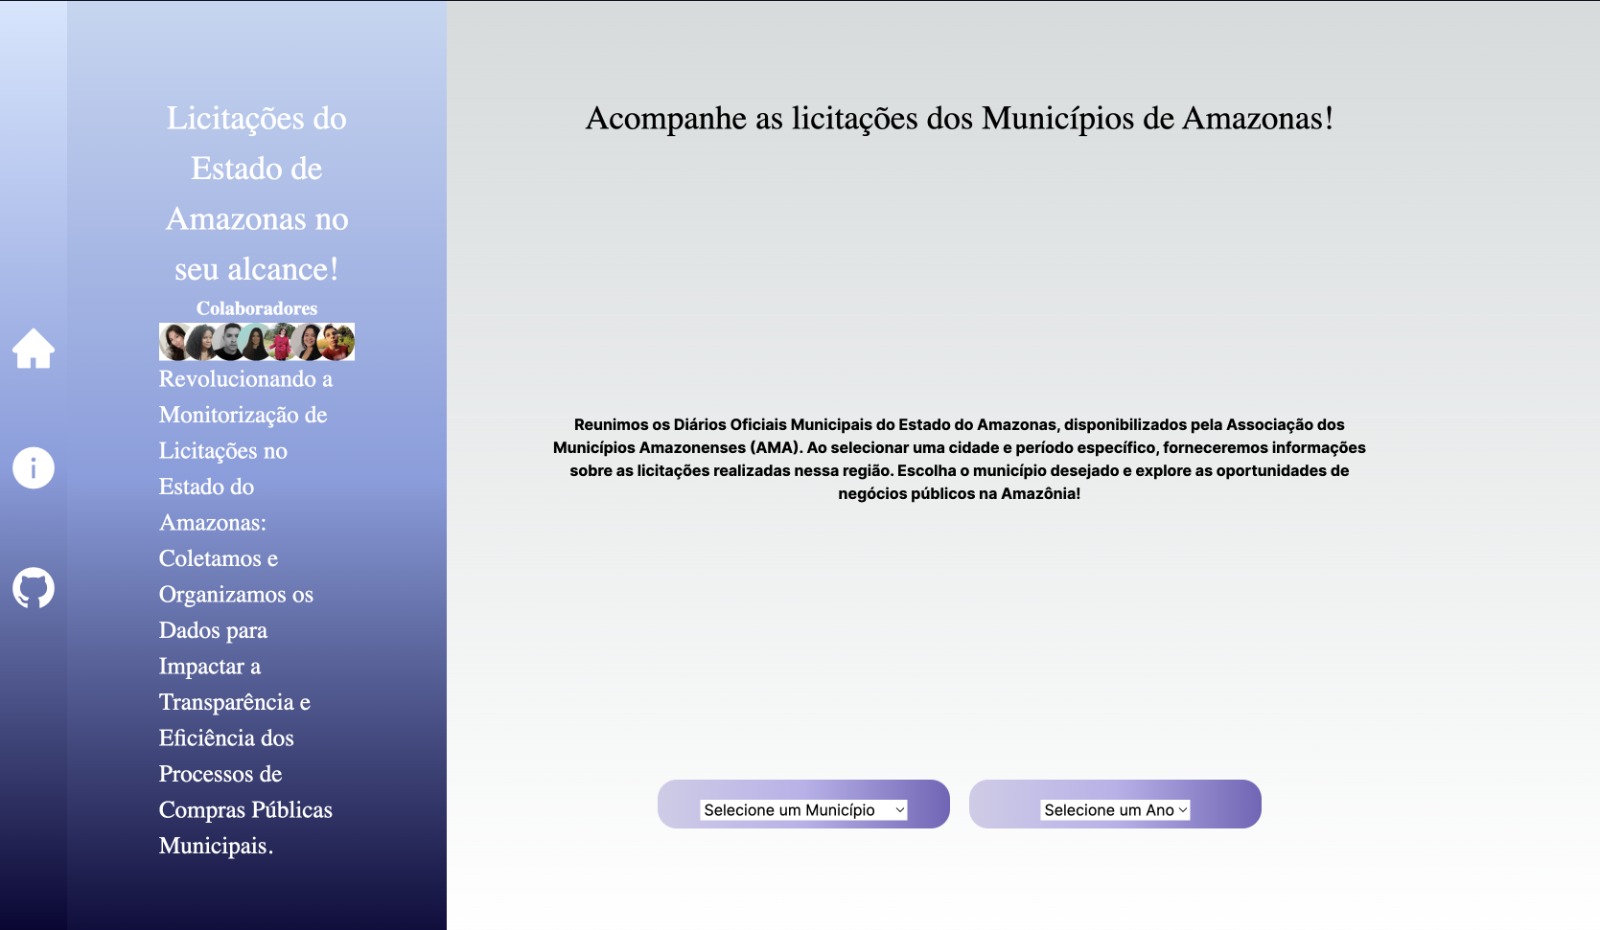 Licitações do
Estado de
Amazonas no
seu alcance!
Colaboradores
Revolucionando a
Monitorização de
Licitações no
Estado do
Amazonas:
Coletamos e
Organizamos os
Dados para
Impactar a
Transparência e
Eficiência dos
Processos de
Compras Públicas
Municipais.
Acompanhe as licitações dos Municípios de Amazonas!
Reunimos os Diários Oficiais Municipais do Estado do Amazonas, disponibilizados pela Associação dos
Municípios Amazonenses (AMA). Ao selecionar uma cidade e período específico, forneceremos informações
sobre as licitações realizadas nessa região. Escolha o município desejado e explore as oportunidades de
negócios públicos na Amazônia!
Selecione um Município
Selecione um Ano